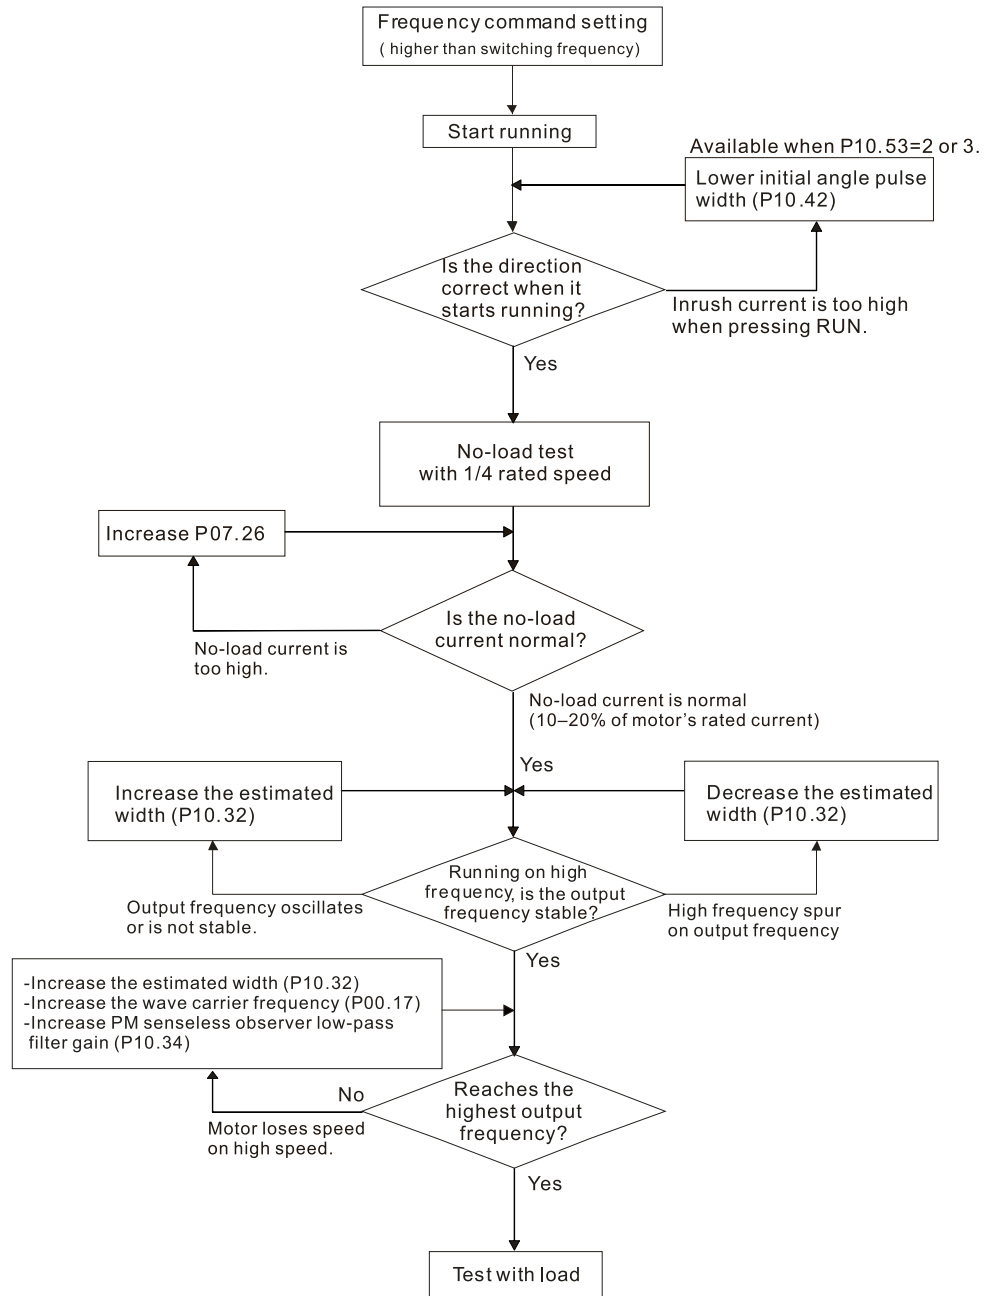 Frequency command setting
( higher than switching frequency)
Start running
Available when P10.53=2 or 3.
Lower initial angle pulse
width (P10.42)
Is the direction
correct when it
starts running?
Inrush current is too high
when pressing RUN.
Yes
No-load test
with 1/4 rated speed
Increase P07.26
Is the no-load
current normal?
No-load current is
too high.
No-load current is normal
(10–20% of motor’s rated current)
Yes
Increase the estimated
width (P10.32)
Decrease the estimated
width (P10.32)
Running on high
frequency, is the output
frequency stable?
Output frequency oscillates
or is not stable.
High frequency spur
on output frequency
Yes
-Increase the estimated width (P10.32)
-Increase the wave carrier frequency (P00.17)
-Increase PM senseless observer low-pass
filter gain (P10.34)
No
Reaches the
highest output
frequency?
Motor loses speed
on high speed.
Yes
Test with load